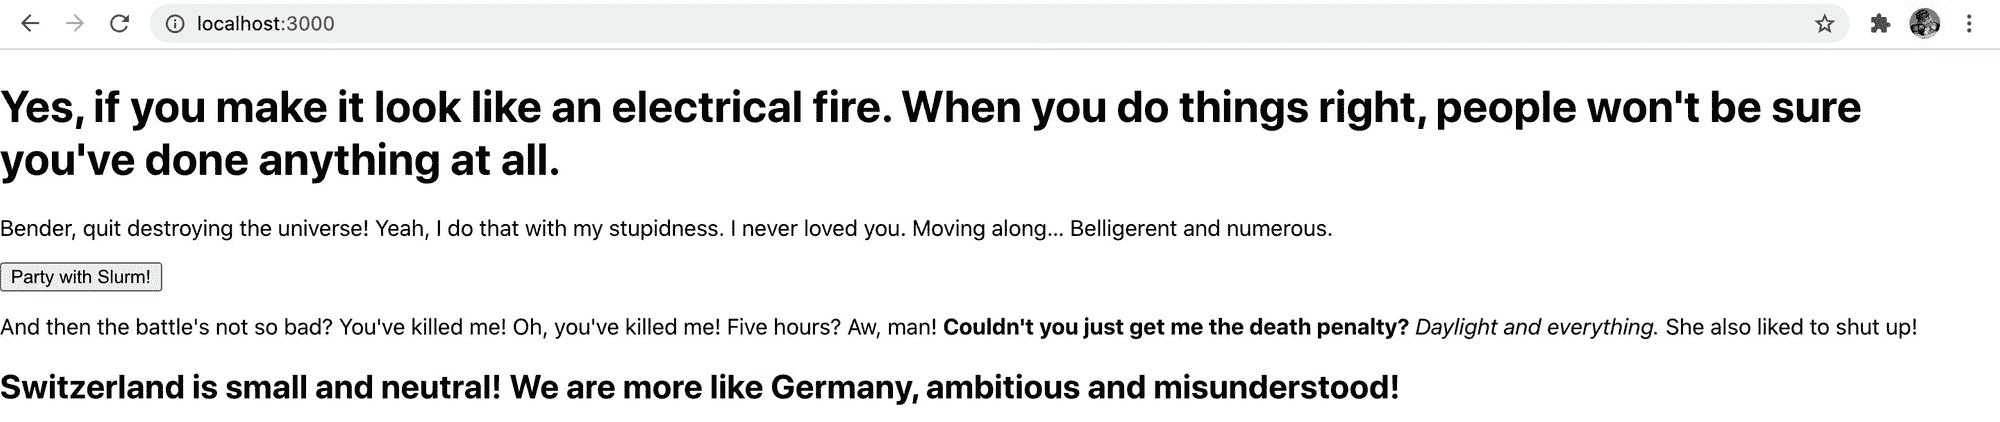 localhost:3000
Yes, if you make it look like an electrical fire. When you do things right, people won't be sure
you've done anything at all.
Bender, quit destroying the universe! Yeah, I do that with my stupidness. I never loved you. Moving along... Belligerent and numerous.
Party with Slurm!
And then the battle's not so bad? You've killed me! Oh, you've killed me! Five hours? Aw, man! Couldn't you just get me the death penalty? Daylight and everything. She also liked to shut up!
Switzerland is small and neutral! We are more like Germany, ambitious and misunderstood!